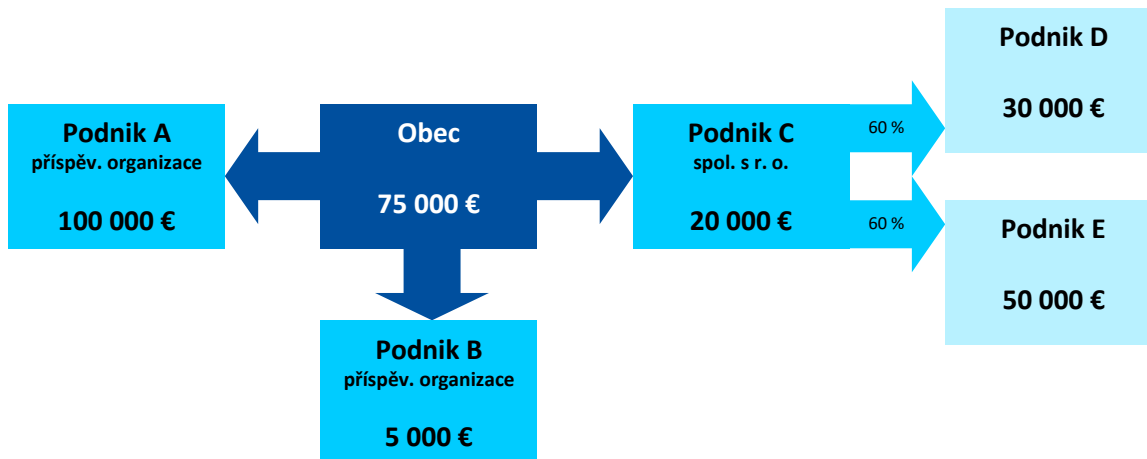 Podnik A
příspěv. organizace
100 000 €
Obec
75 000 €
Podnik B
příspěv. organizace
5 000 €
Podnik C
spol. s r. o.
20 000 €
60 %
60 %
Podnik D
30 000 €
Podnik E
50 000 €